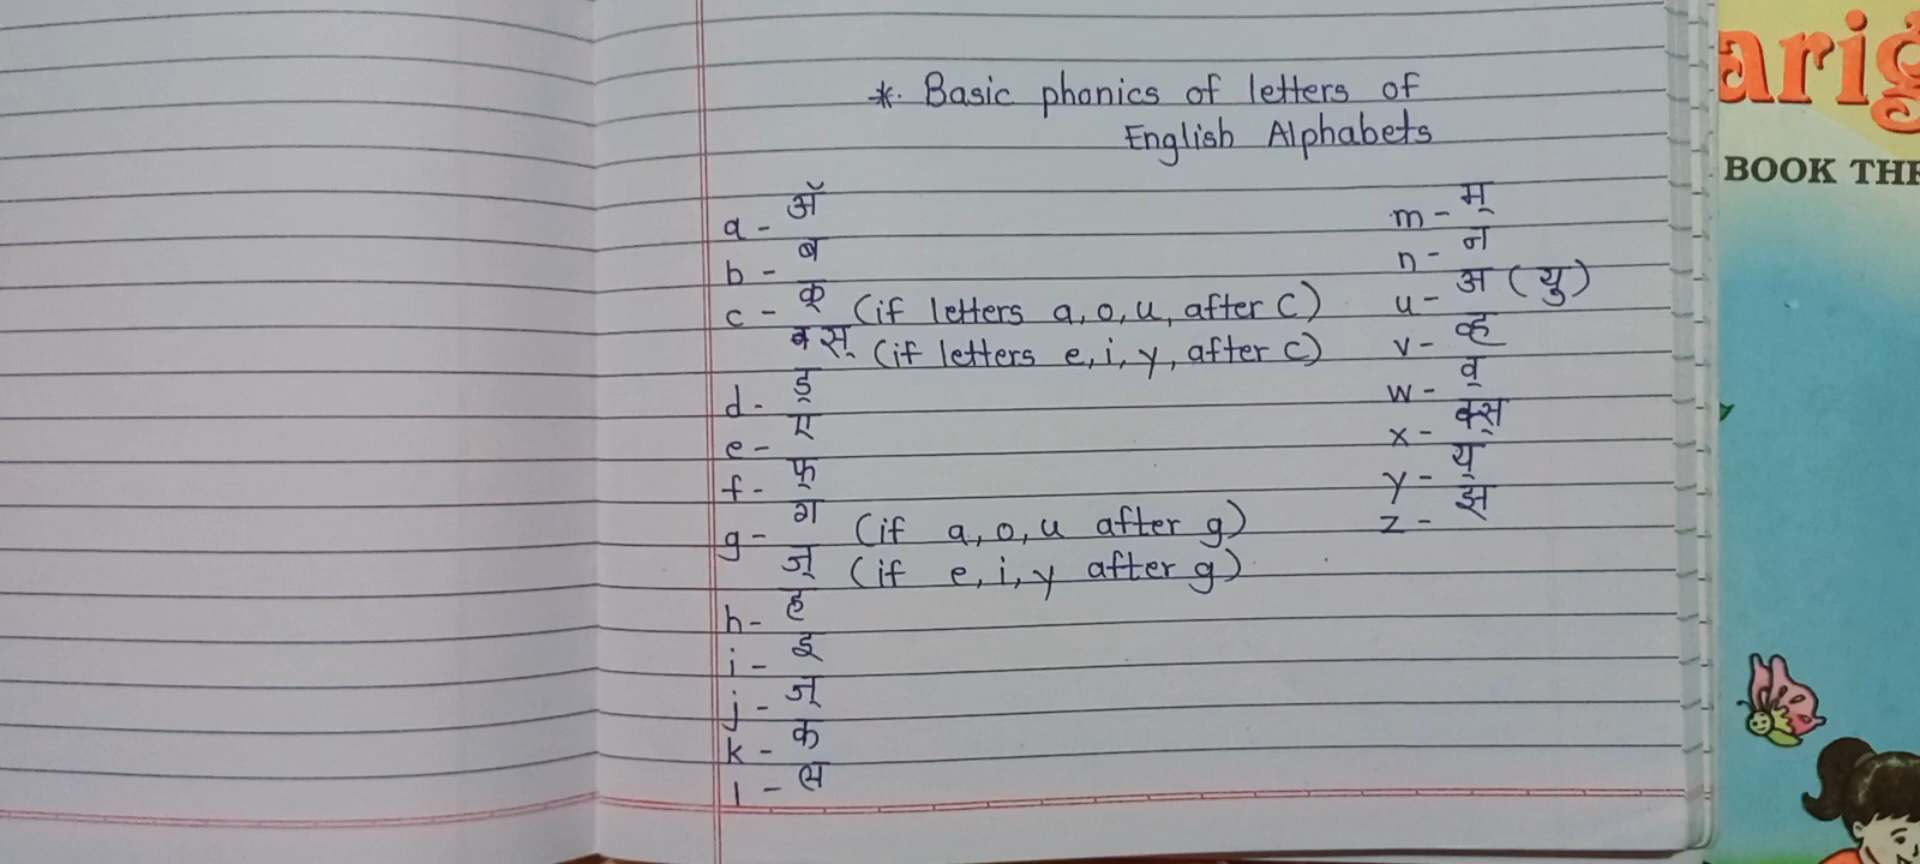 *. Basic phonics of letters of
English Alphabets
a - ॲ
b - ब
c - क् (if letters a, o, u, after c)
स् (if letters e, i, y, after c)
d - ड्
e - ए
f - फ्
g - ग (if a, o, u after g)
ज् (if e, i, y after g)
h - ह
i - इ
j - ज्
k - क
l -
m - म्
n - न
u - अ (यु)
v - व्ह
w - व्
x - क्स्
y - य्
z - झ
arig
BOOK THR